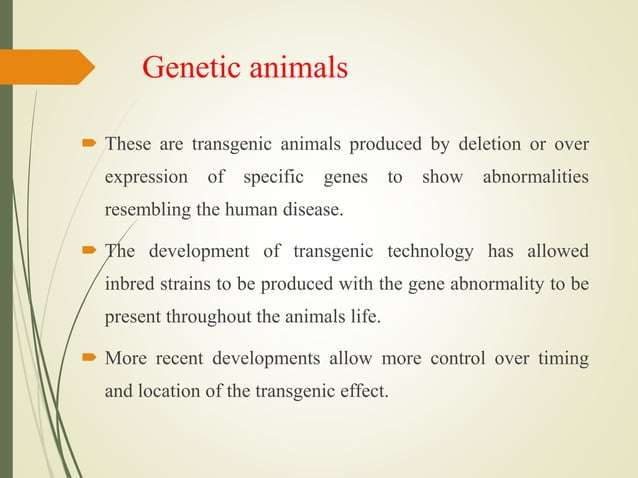 Genetic animals
These are transgenic animals produced by deletion or over
expression of specific genes to show abnormalities
resembling the human disease.
The development of transgenic technology has allowed
inbred strains to be produced with the gene abnormality to be
present throughout the animals life.
More recent developments allow more control over timing
and location of the transgenic effect.